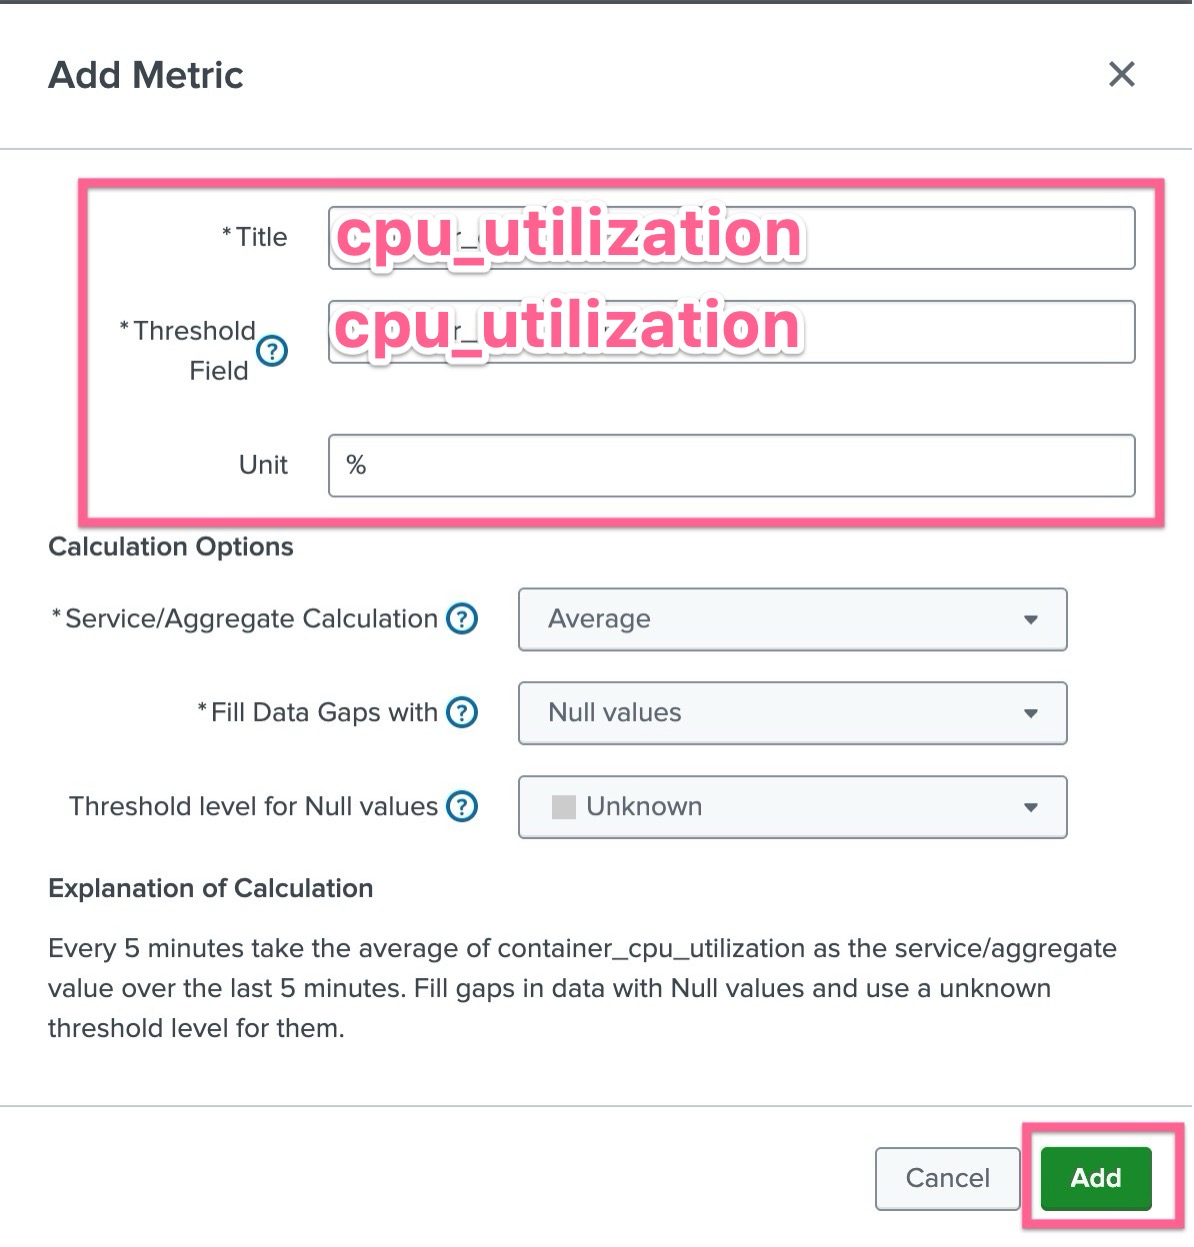 Add Metric
* Title cpu_utilization
* Threshold Field ? cpu_utilization
Unit %
Calculation Options
* Service/Aggregate Calculation ? Average
* Fill Data Gaps with ? Null values
Threshold level for Null values ? Unknown
Explanation of Calculation
Every 5 minutes take the average of container_cpu_utilization as the service/aggregate
value over the last 5 minutes. Fill gaps in data with Null values and use a unknown
threshold level for them.
Cancel Add